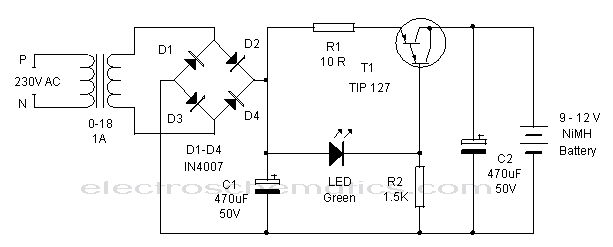 P
230V AC
N
0-18
1A
D1
D2
D3
D4
D1-D4
IN4007
R1
10 R
T1
TIP 127
LED
Green
C1
470uF
50V
R2
1.5K
C2
470uF
50V
9 - 12 V
NiMH
Battery
electroschematics.com